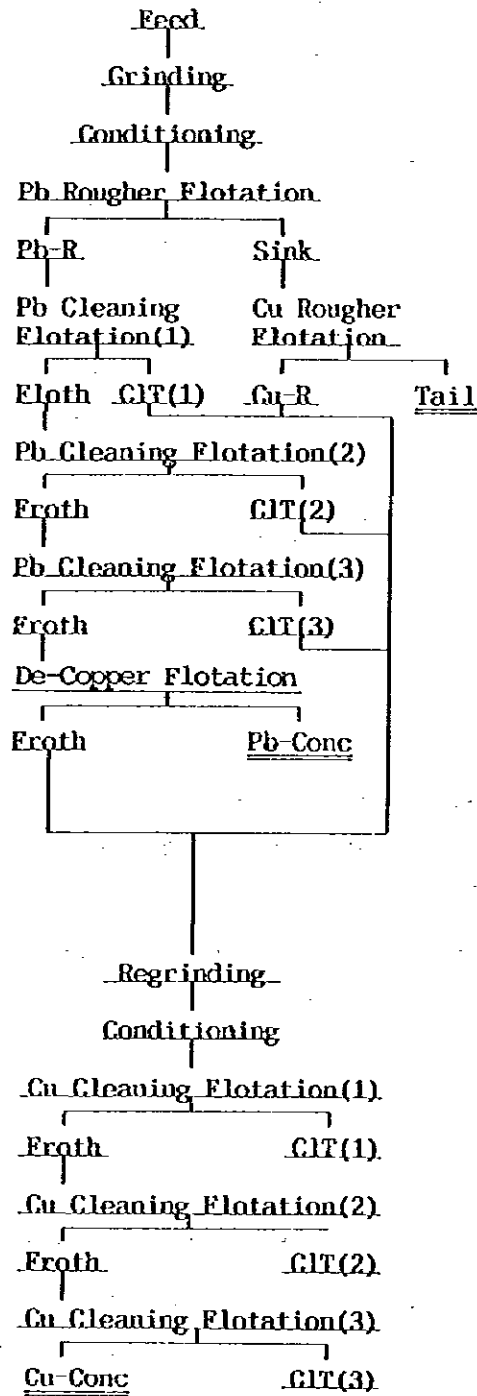 Feed
Grinding
Conditioning
Pb Rougher Flotation
Pb-R Sink
Pb Cleaning Cu Rougher
Flotation(1) Flotation
Floth ClT(1) Cu-R Tail
Pb Cleaning Flotation(2)
Froth ClT(2)
Pb Cleaning Flotation(3)
Froth ClT(3)
De-Copper Flotation
Froth Pb-Conc
Regrinding
Conditioning
Cu Cleaning Flotation(1)
Froth ClT(1)
Cu Cleaning Flotation(2)
Froth ClT(2)
Cu Cleaning Flotation(3)
Cu-Conc ClT(3)